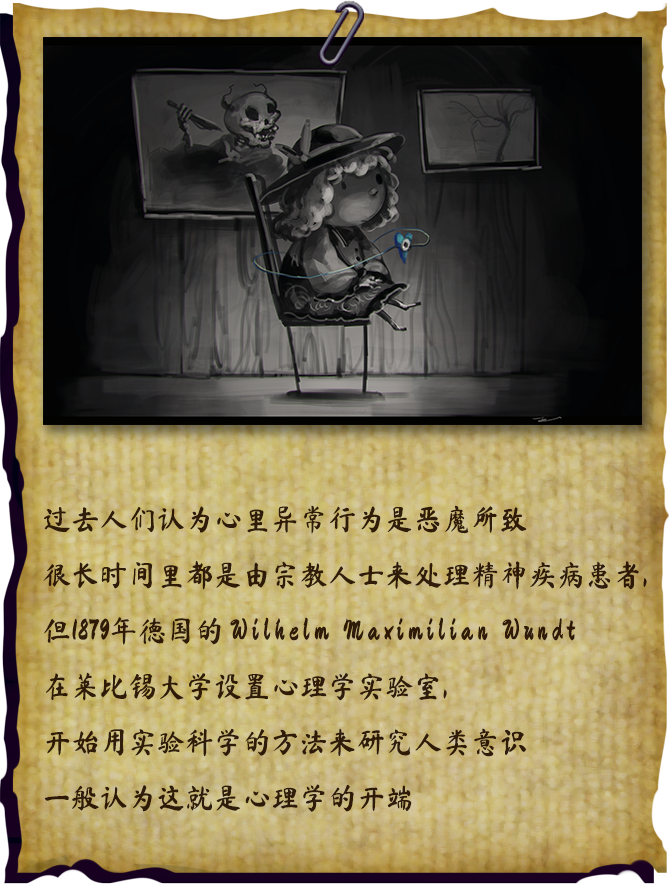 过去人们认为心里异常行为是恶魔所致
很长时间里都是由宗教人士来处理精神疾病患者,
但1879年德国的Wilhelm Maximilian Wundt
在莱比锡大学设置心理学实验室,
开始用实验科学的方法来研究人类意识
一般认为这就是心理学的开端